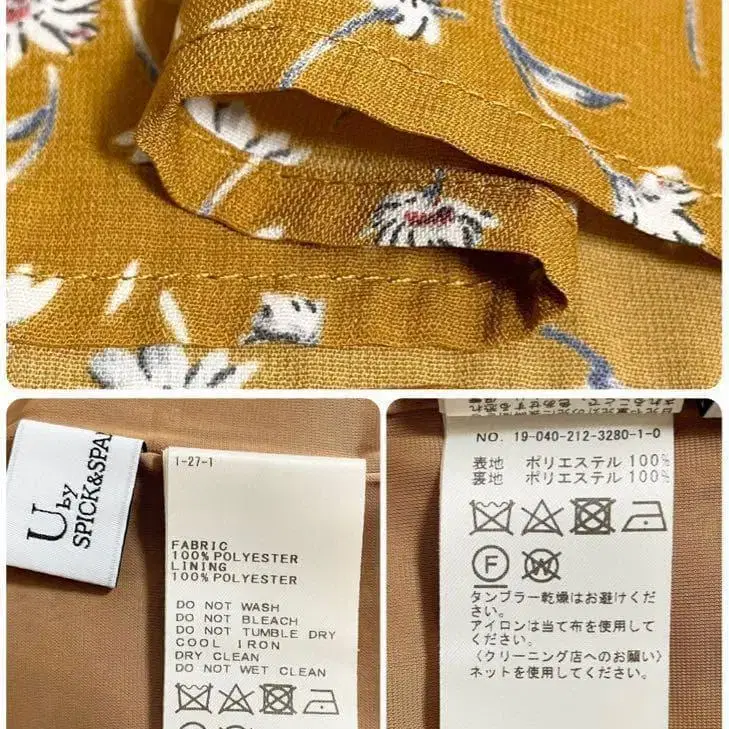 U by
SPICK&SPA
1-27-1
FABRIC
100%POLYESTER
LINING
100%POLYESTER
DO NOT WASH
DO NOT BLEACH
DO NOT TUMBLE DRY
COOL IRON
DRY CLEAN
DO NOT WET CLEAN
NO. 19-040-212-3280-1-0
表地 ポリエステル 100%
裏地 ポリエステル 100%
F W
タンブラー乾燥はお避けくだ
さい。
アイロンは当て布を使用して
ください。
〈クリーニング店へのお願い〉
ネットを使用してください。